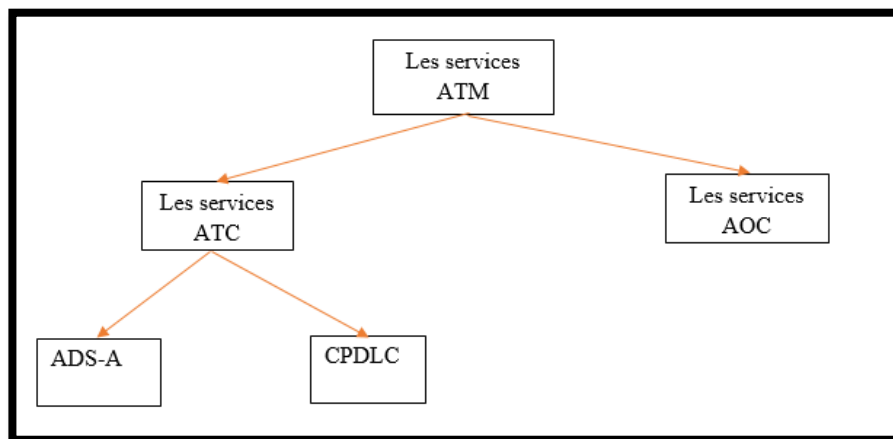 Les services
ATM
Les services
ATC
Les services
AOC
ADS-A
CPDLC